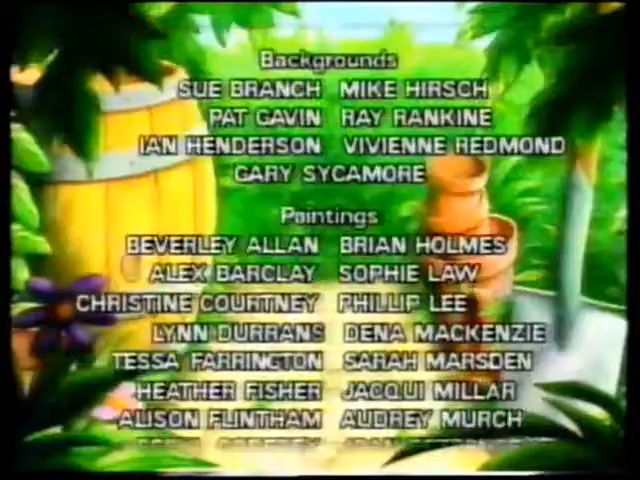 Backgrounds
SUE BRANCH MIKE HIRSCH
PAT GAVIN RAY RANKINE
IAN HENDERSON VIVIENNE REDMOND
GARY SYCAMORE
Paintings
BEVERLEY ALLAN BRIAN HOLMES
ALEX BARCLAY SOPHIE LAW
CHRISTINE COURTNEY PHILLIP LEE
LYNN DURRANS DENA MACKENZIE
TESSA FARRINGTON SARAH MARSDEN
HEATHER FISHER JACQUI MILLAR
ALISON FLINTHAM AUDREY MURCH